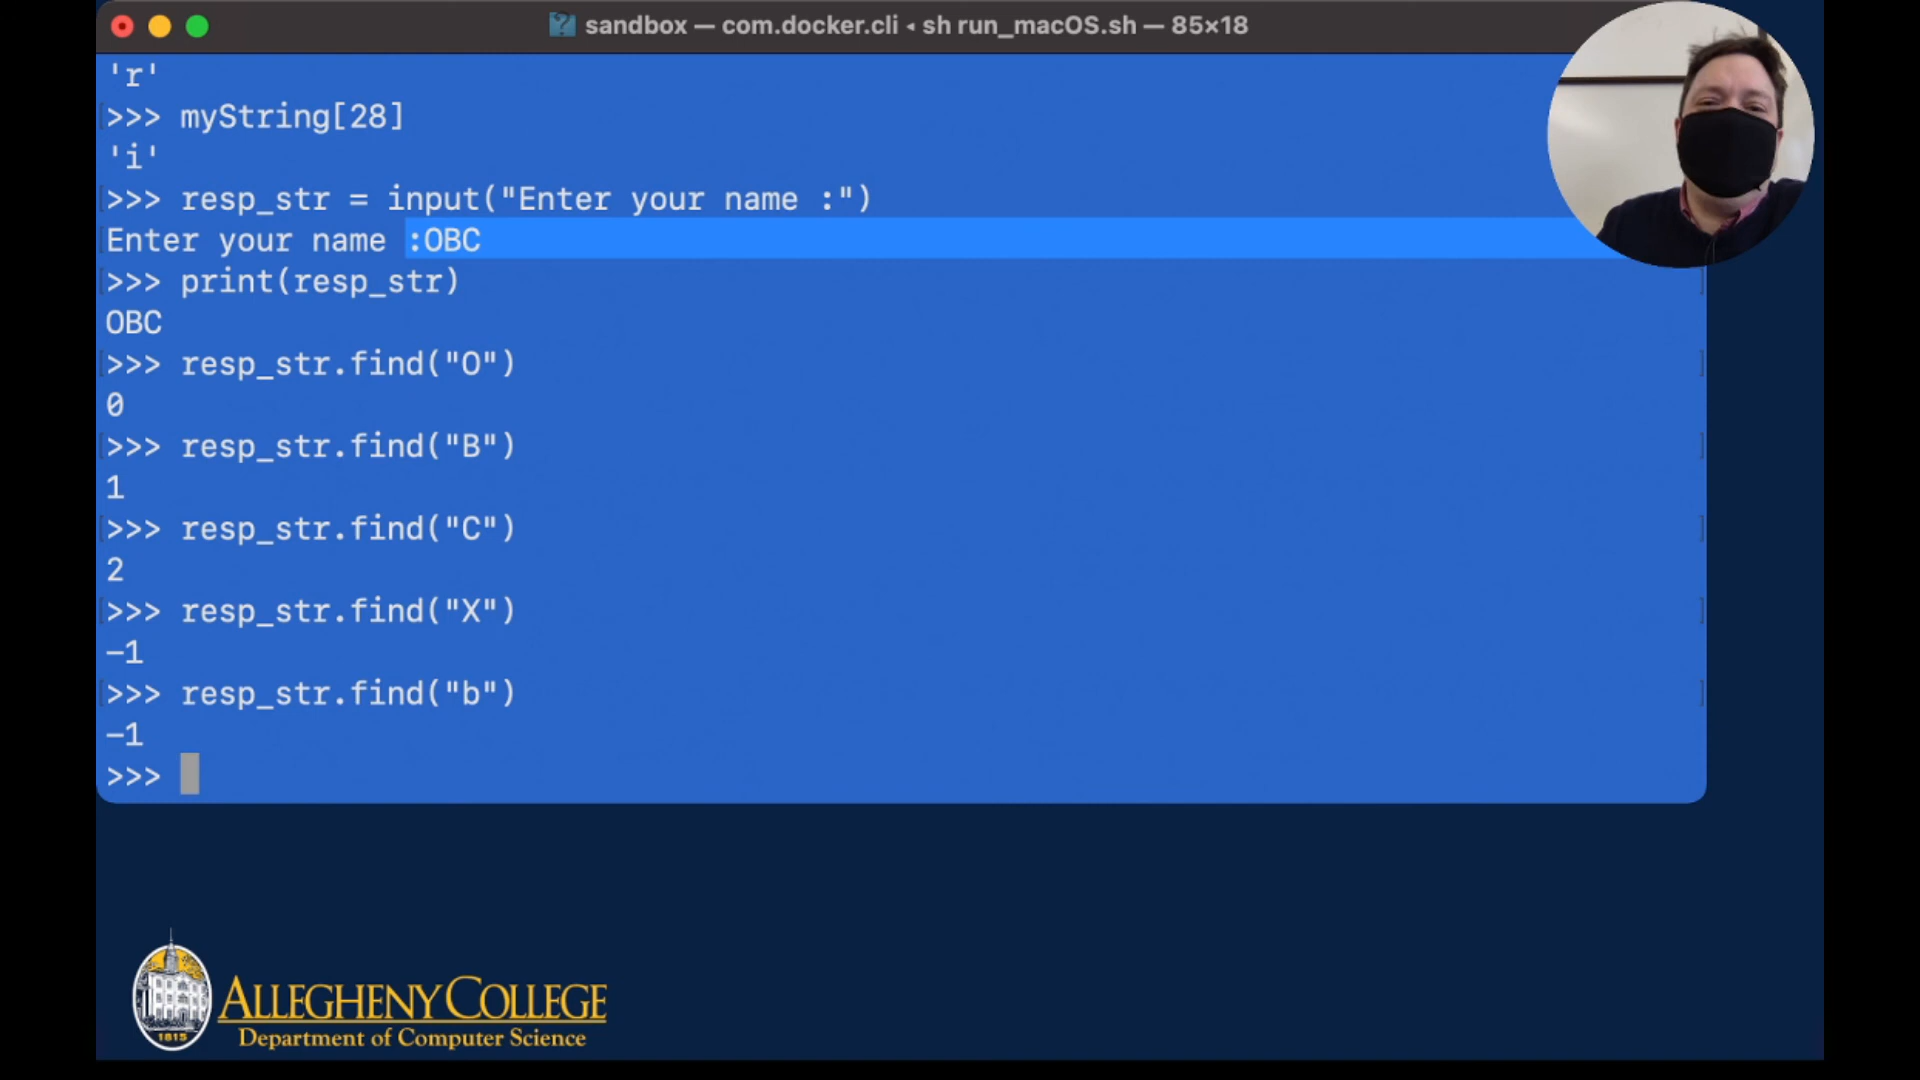 sandbox — com.docker.cli ◂ sh run_macOS.sh — 85×18
'r'
>>> myString[28]
'i'
>>> resp_str = input("Enter your name :")
Enter your name :OBC
>>> print(resp_str)
OBC
>>> resp_str.find("O")
0
>>> resp_str.find("B")
1
>>> resp_str.find("C")
2
>>> resp_str.find("X")
-1
>>> resp_str.find("b")
-1
>>>
1815
ALLEGHENY COLLEGE
Department of Computer Science